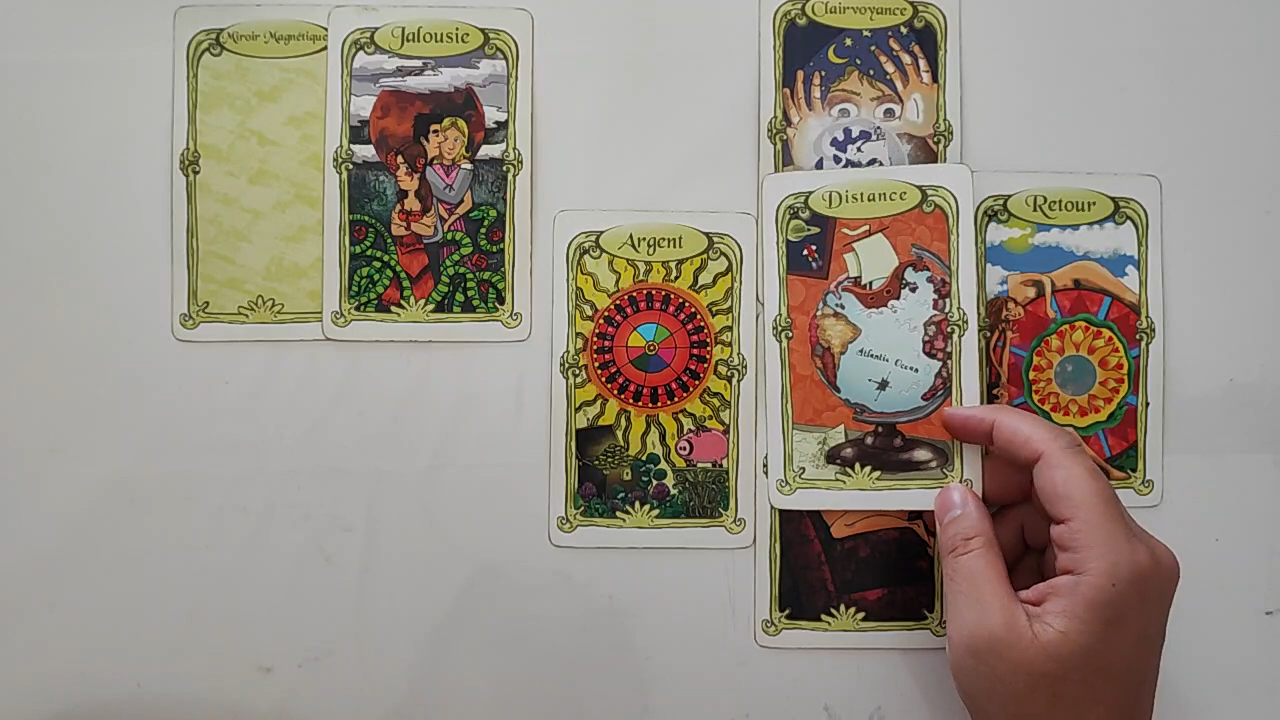 Miroir Magnétique
Jalousie
Clairvoyance
Argent
Distance
Retour
Atlantic Ocean